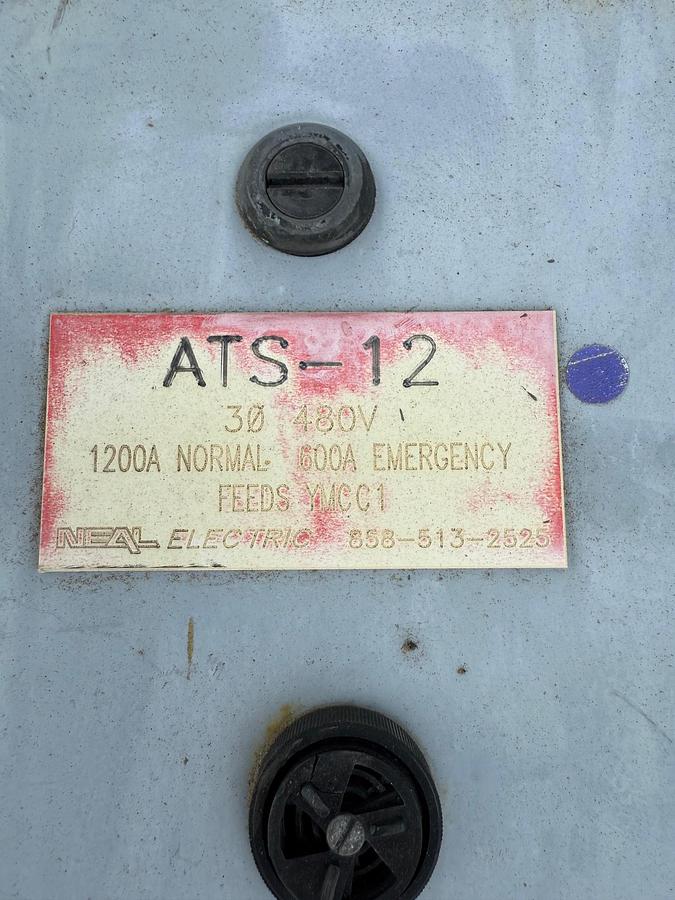 ATS-12
3Ø 480V
1200A NORMAL 600A EMERGENCY
FEEDS YMCC1
NEAL ELECTRIC 858-513-2525